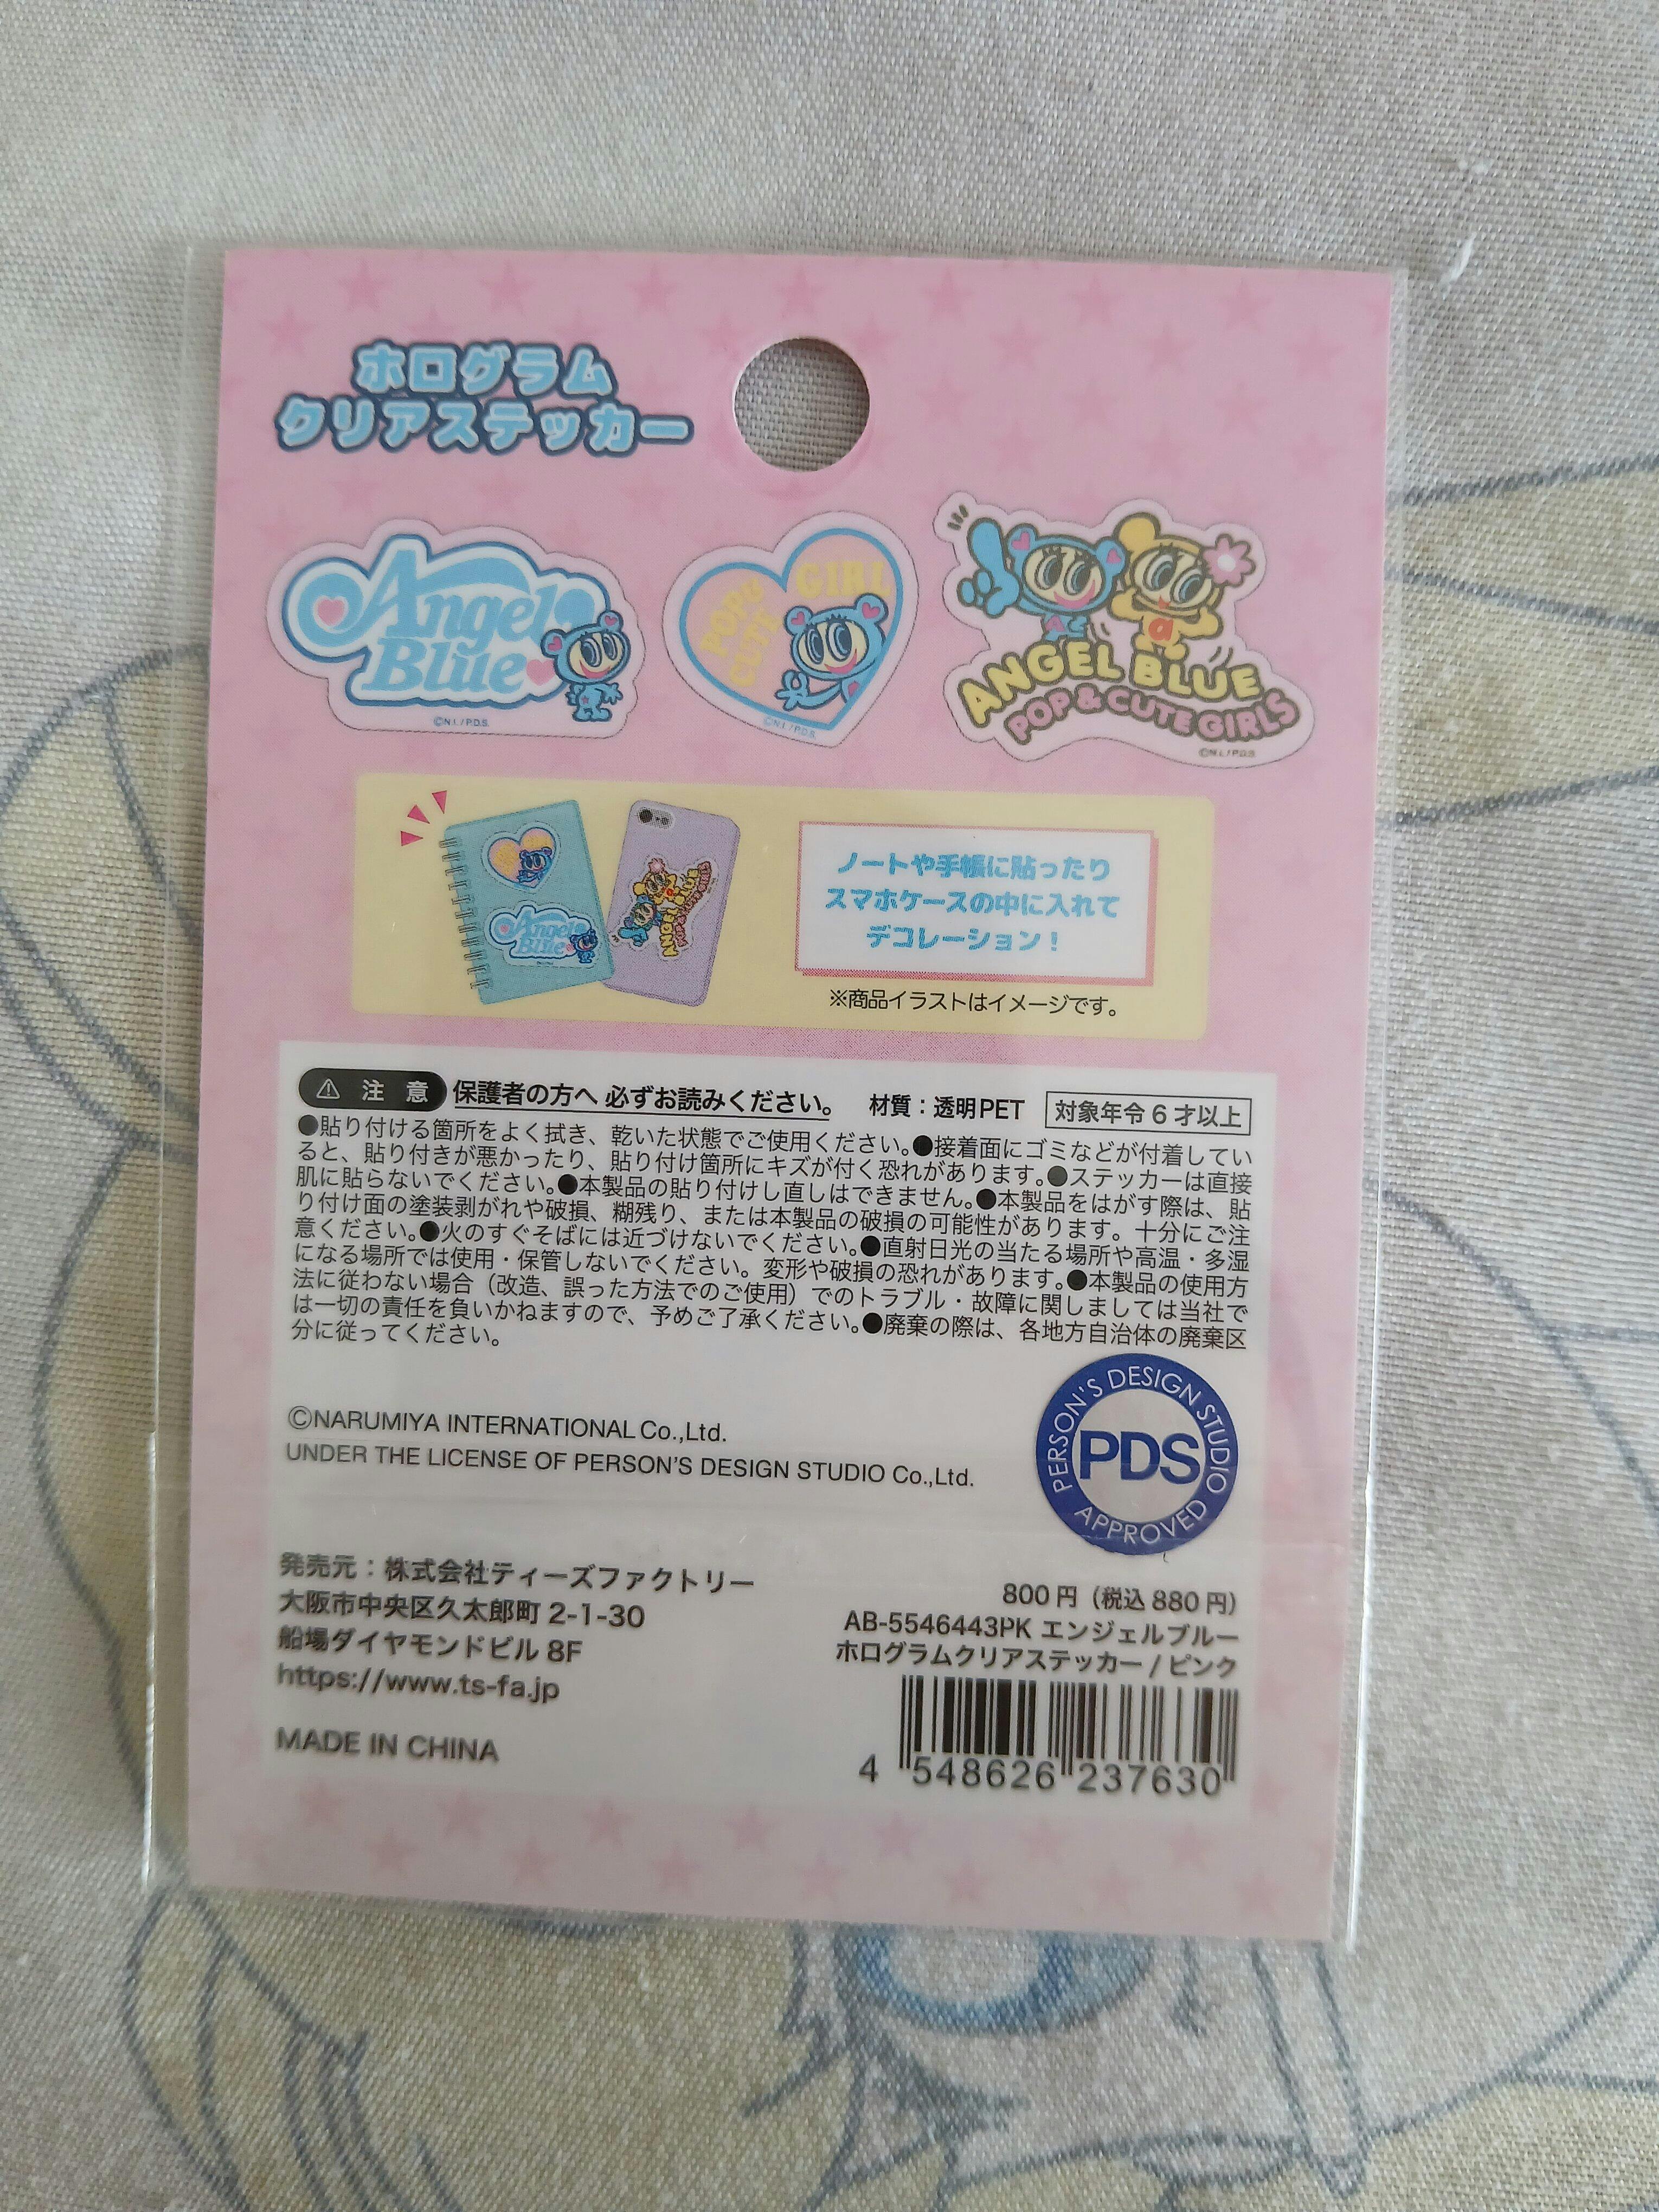 ホログラム
クリアステッカー
Angel
Blue
©N.I./P.D.S.
POP&
CUTE
GIRL
©N.I./P.D.S.
A
a
ANGEL BLUE
POP & CUTE GIRLS
©N.I./P.D.S.
Angel
Blue
ANGEL BLUE
POP & CUTE GIRLS
ノートや手帳に貼ったり
スマホケースの中に入れて
デコレーション！
※商品イラストはイメージです。
⚠ 注 意 保護者の方へ 必ずお読みください。 材質：透明PET 対象年令6才以上
●貼り付ける箇所をよく拭き、乾いた状態でご使用ください。●接着面にゴミなどが付着してい
ると、貼り付きが悪かったり、貼り付け箇所にキズが付く恐れがあります。●ステッカーは直接
肌に貼らないでください。●本製品の貼り付けし直しはできません。●本製品をはがす際は、貼
り付け面の塗装剥がれや破損、糊残り、または本製品の破損の可能性があります。十分にご注
意ください。●火のすぐそばには近づけないでください。●直射日光の当たる場所や高温・多湿
になる場所では使用・保管しないでください。変形や破損の恐れがあります。●本製品の使用方
法に従わない場合（改造、誤った方法でのご使用）でのトラブル・故障に関しましては当社で
は一切の責任を負いかねますので、予めご了承ください。●廃棄の際は、各地方自治体の廃棄区
分に従ってください。
©NARUMIYA INTERNATIONAL Co.,Ltd.
UNDER THE LICENSE OF PERSON'S DESIGN STUDIO Co.,Ltd.
PERSON'S DESIGN STUDIO
PDS
APPROVED
発売元：株式会社ティーズファクトリー
大阪市中央区久太郎町2-1-30
船場ダイヤモンドビル8F
https://www.ts-fa.jp
MADE IN CHINA
800円（税込880円）
AB-5546443PK エンジェルブルー
ホログラムクリアステッカー / ピンク
4 548626 237630